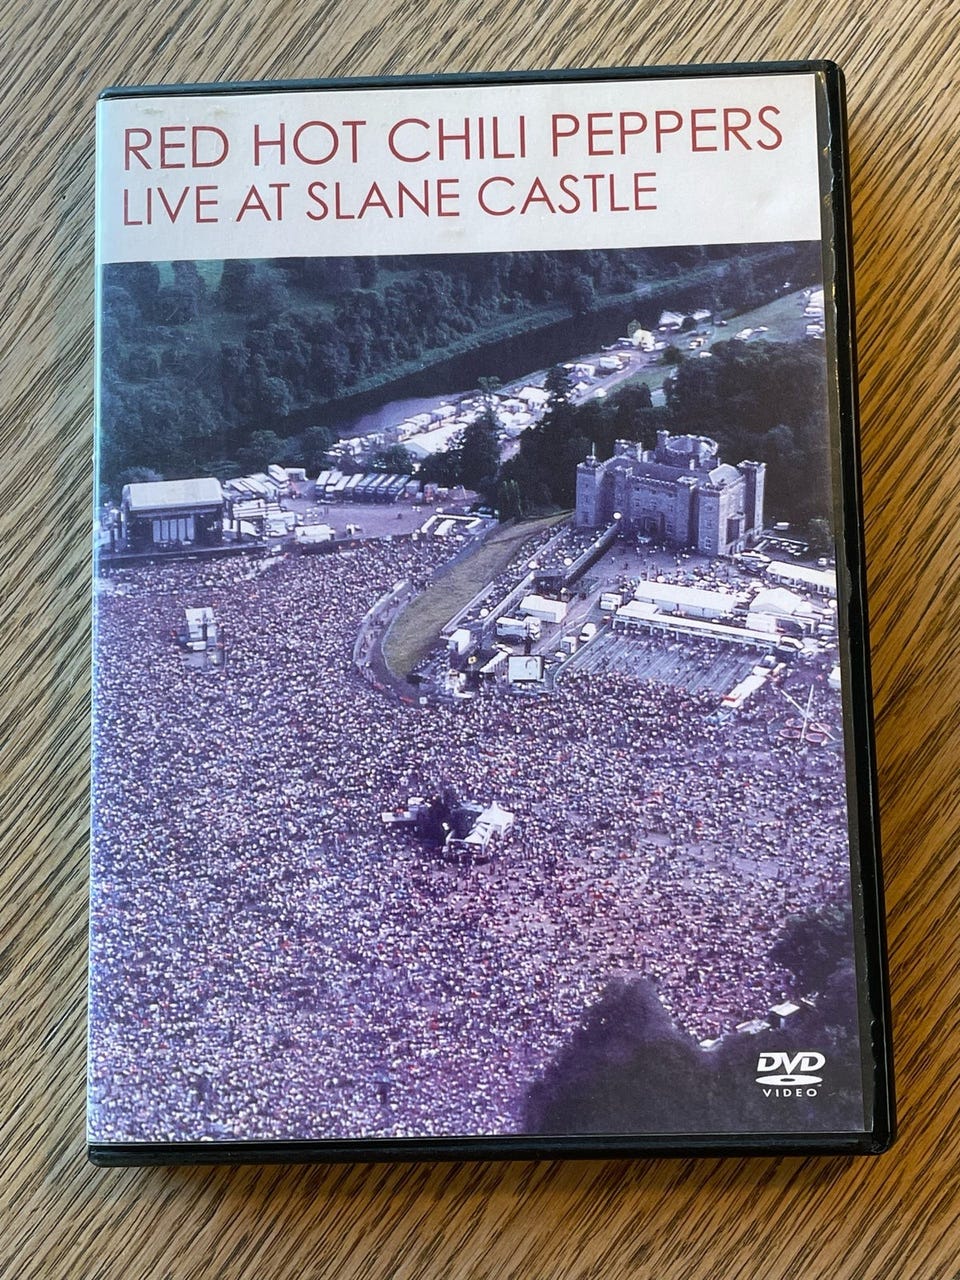 RED HOT CHILI PEPPERS
LIVE AT SLANE CASTLE
DVD
VIDEO